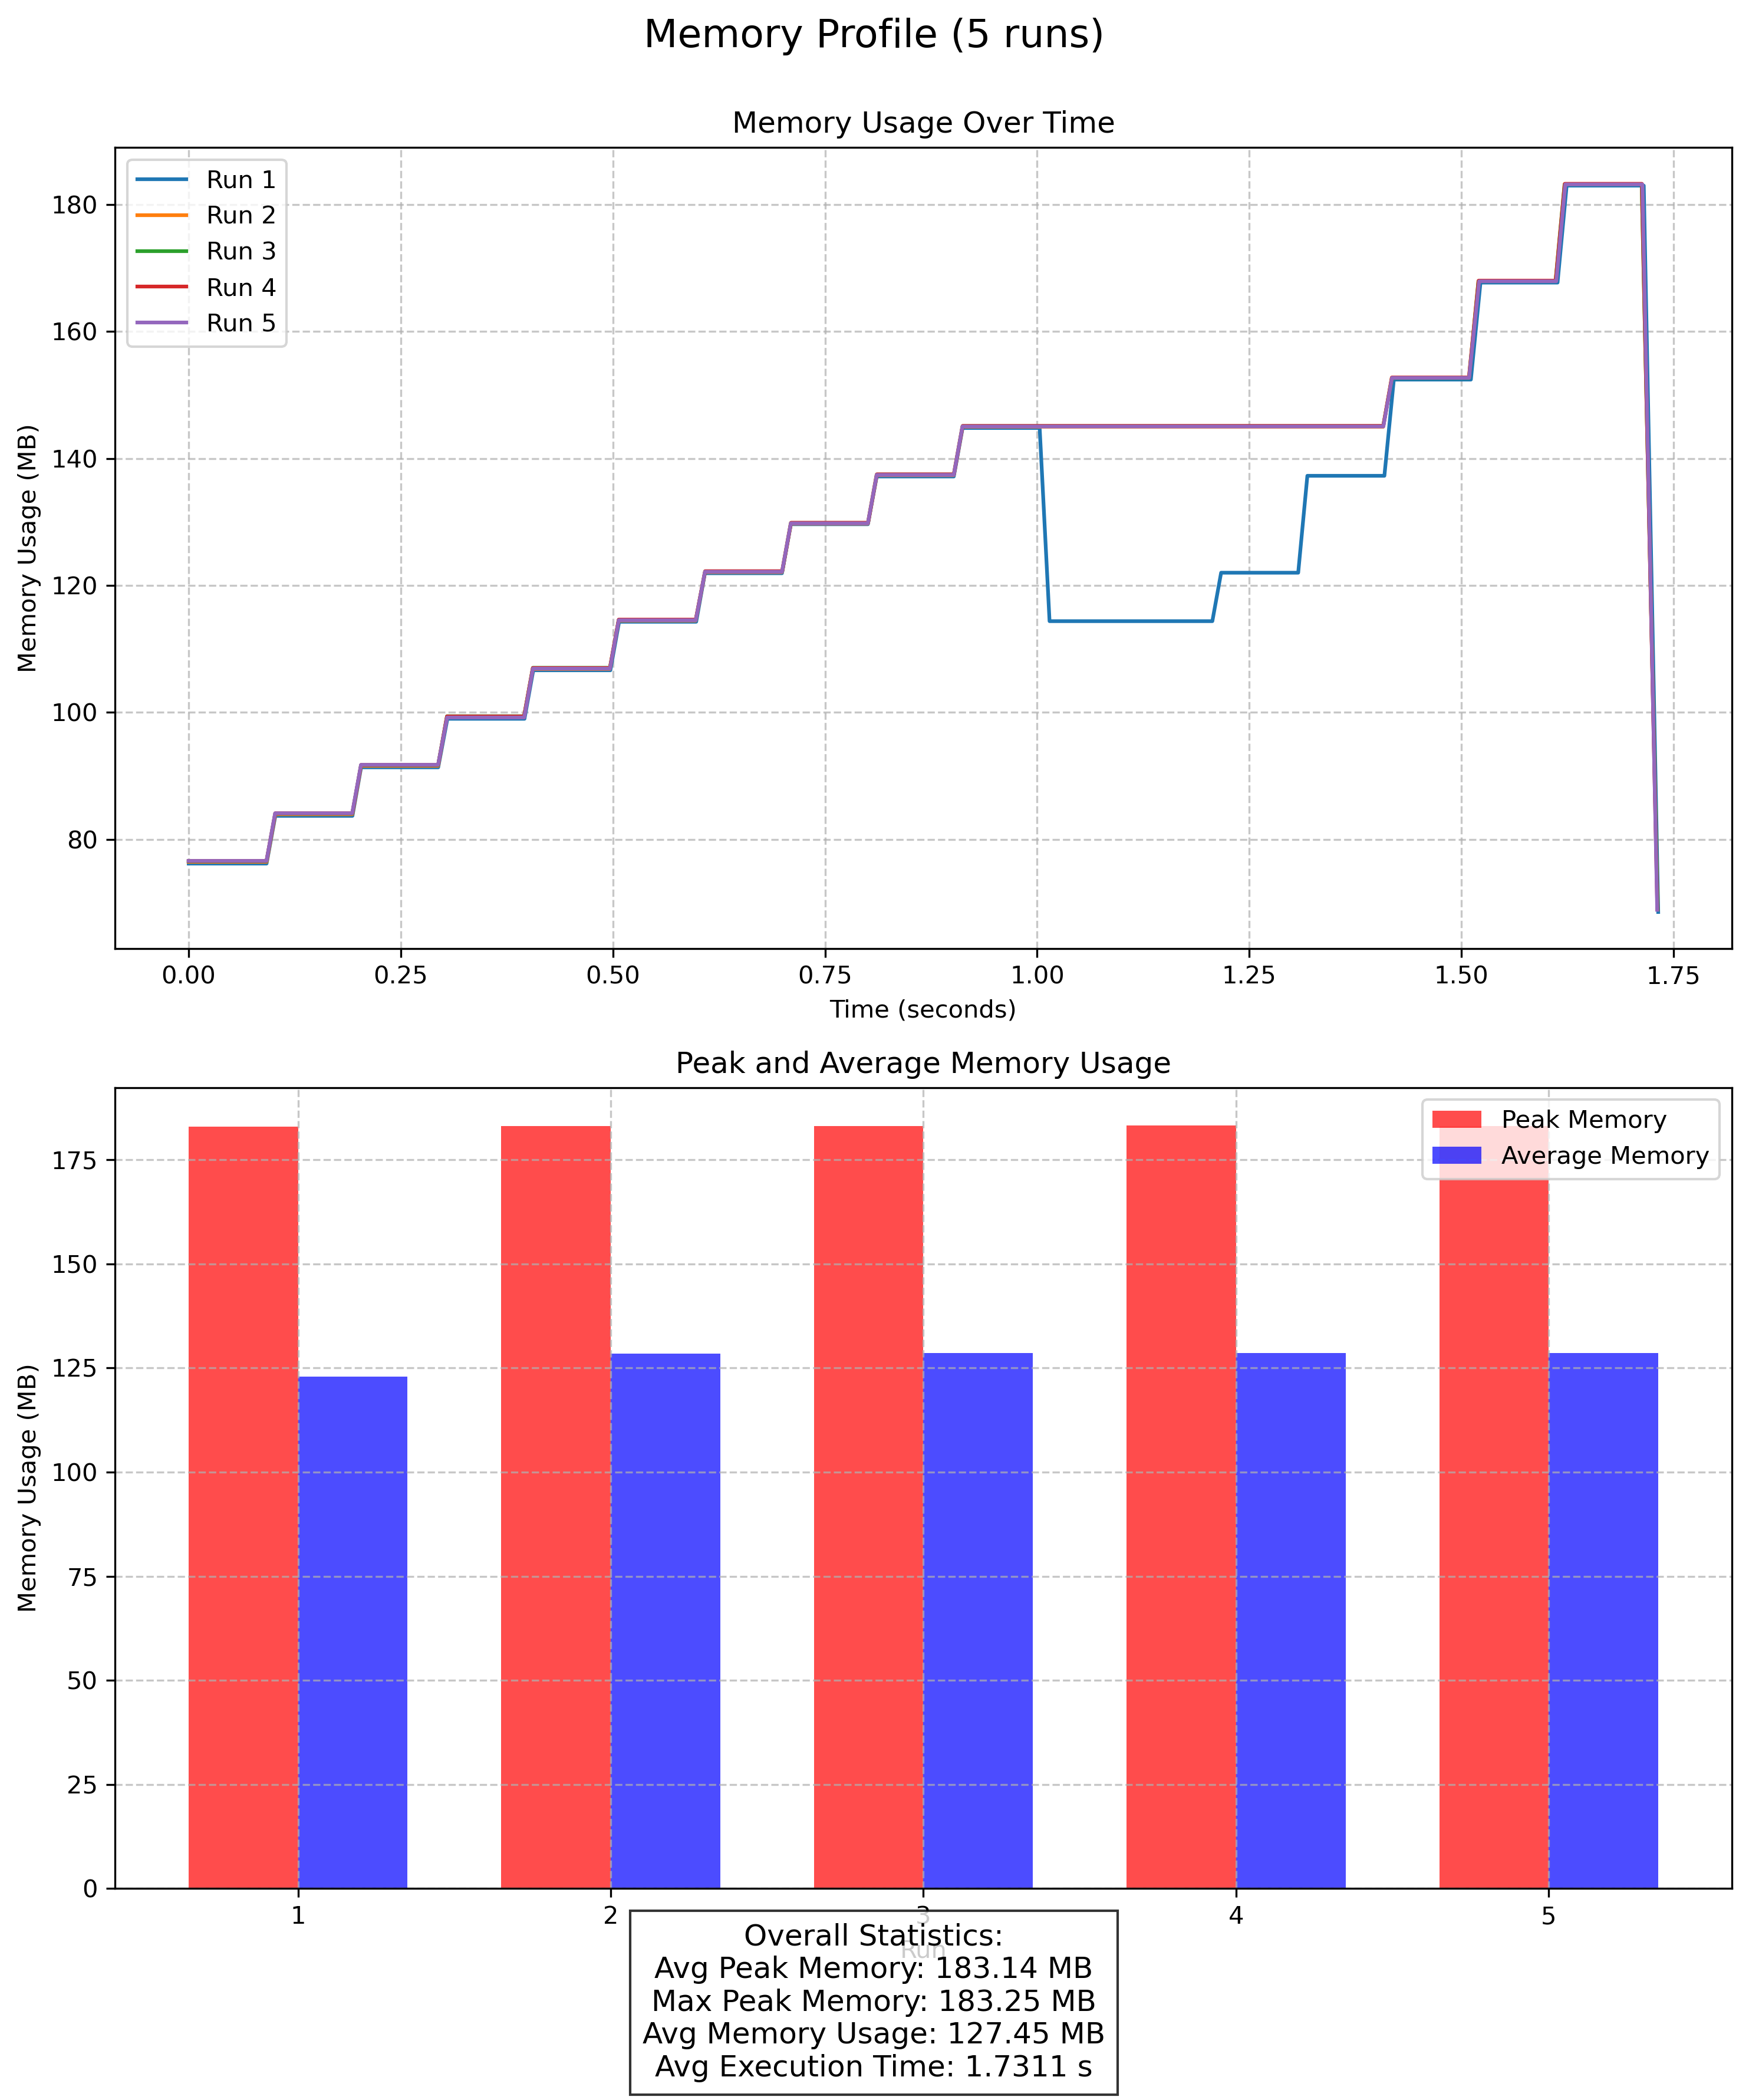 Memory Profile (5 runs)
Memory Usage Over Time
Run 1
Run 2
Run 3
Run 4
Run 5
Memory Usage (MB)
180
160
140
120
100
80
0.00 0.25 0.50 0.75 1.00 1.25 1.50 1.75
Time (seconds)
Peak and Average Memory Usage
Peak Memory
Average Memory
Memory Usage (MB)
175
150
125
100
75
50
25
0
1 2 3 4 5
Run
Overall Statistics:
Avg Peak Memory: 183.14 MB
Max Peak Memory: 183.25 MB
Avg Memory Usage: 127.45 MB
Avg Execution Time: 1.7311 s